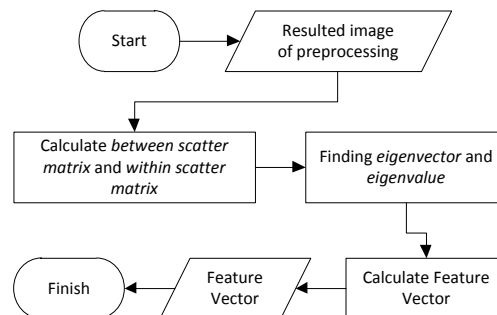 Start
Resulted image
of preprocessing
Calculate between scatter
matrix and within scatter
matrix
Finding eigenvector and
eigenvalue
Calculate Feature
Vector
Feature
Vector
Finish